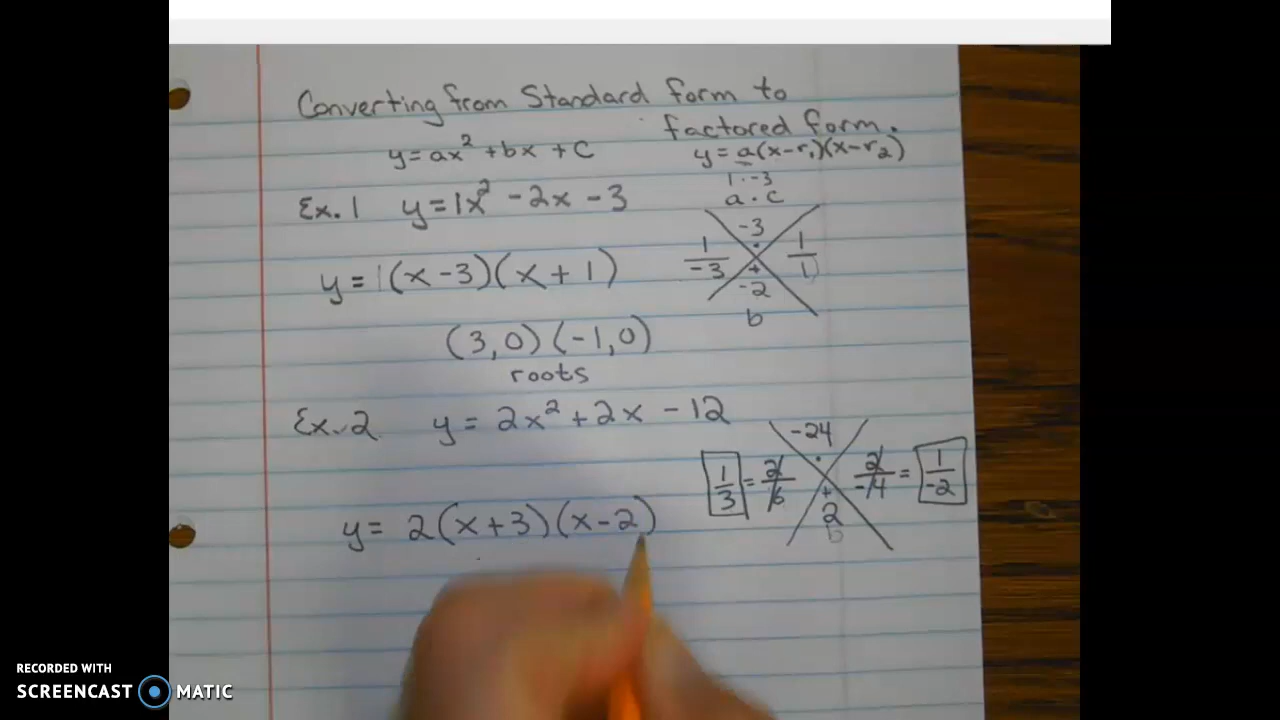 Converting from Standard form to
factored form.
y=ax²+bx+c y=a(x-r₁)(x-r₂)
1·-3
a·c
Ex. 1 y=1x²-2x-3
-3
1 1
-3 · 1
+
-2
b
y=1(x-3)(x+1)
(3,0)(-1,0)
roots
Ex. 2 y=2x²+2x-12
-24
·
1/3 = 2/6 2/-4 = 1/-2
+
2
b
y= 2(x+3)(x-2)
RECORDED WITH
SCREENCAST MATIC